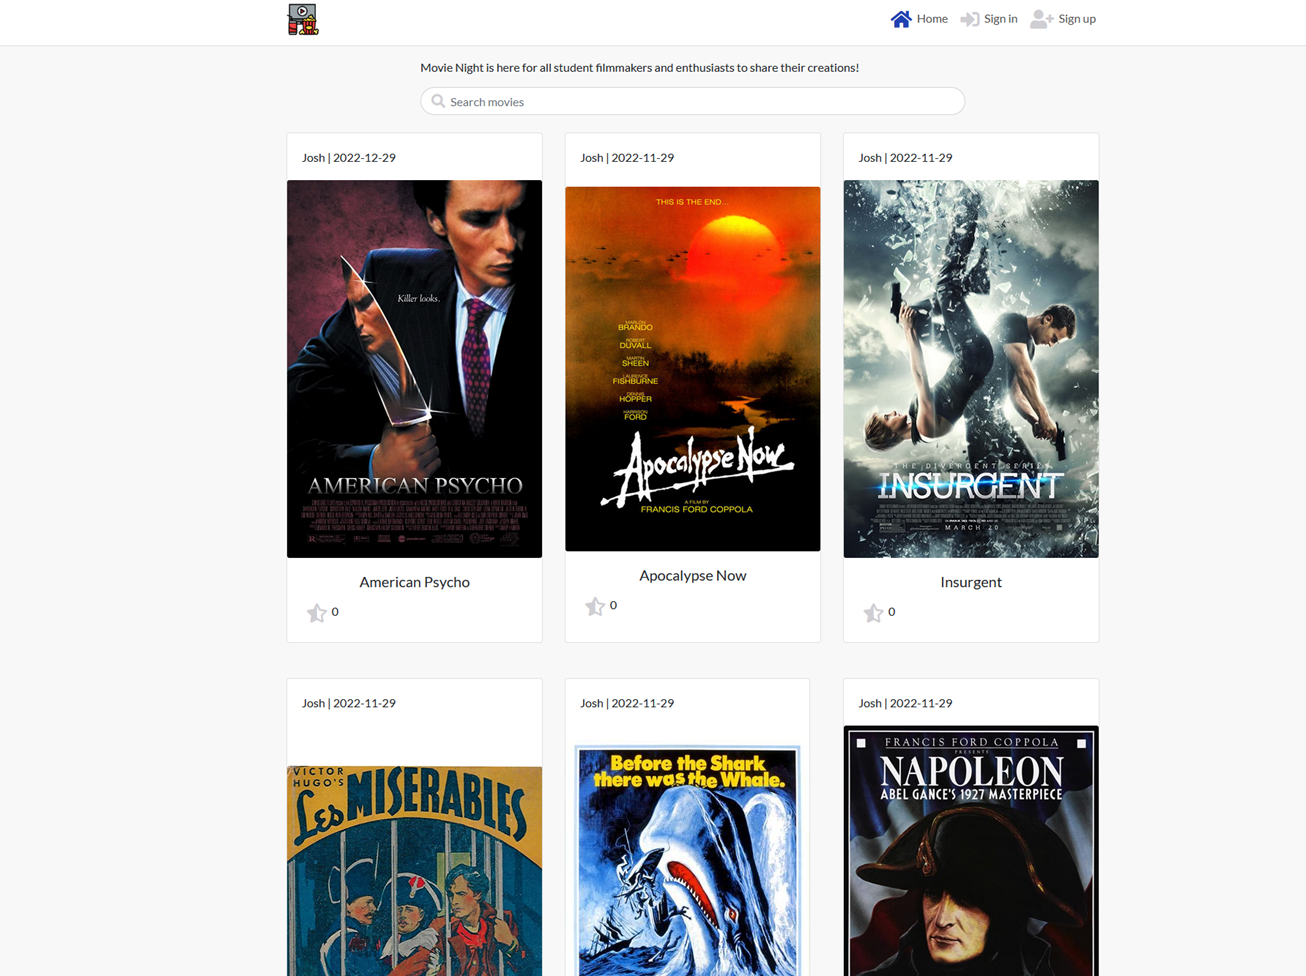 Home
Sign in
Sign up
Movie Night is here for all student filmmakers and enthusiasts to share their creations!
Search movies
Josh | 2022-12-29
Killer looks.
AMERICAN PSYCHO
American Psycho
0
Josh | 2022-11-29
THIS IS THE END...
MARLON
BRANDO
ROBERT
DUVALL
MARTIN
SHEEN
LAURENCE
FISHBURNE
DENNIS
HOPPER
HARRISON
FORD
Apocalypse Now
A FILM BY
FRANCIS FORD COPPOLA
Apocalypse Now
0
Josh | 2022-11-29
THE DIVERGENT SERIES
INSURGENT
MARCH 20
Insurgent
0
Josh | 2022-11-29
VICTOR
HUGO'S
Les MISERABLES
Josh | 2022-11-29
Before the Shark
there was the Whale.
Josh | 2022-11-29
FRANCIS FORD COPPOLA
PRESENTS
NAPOLEON
ABEL GANCE'S 1927 MASTERPIECE